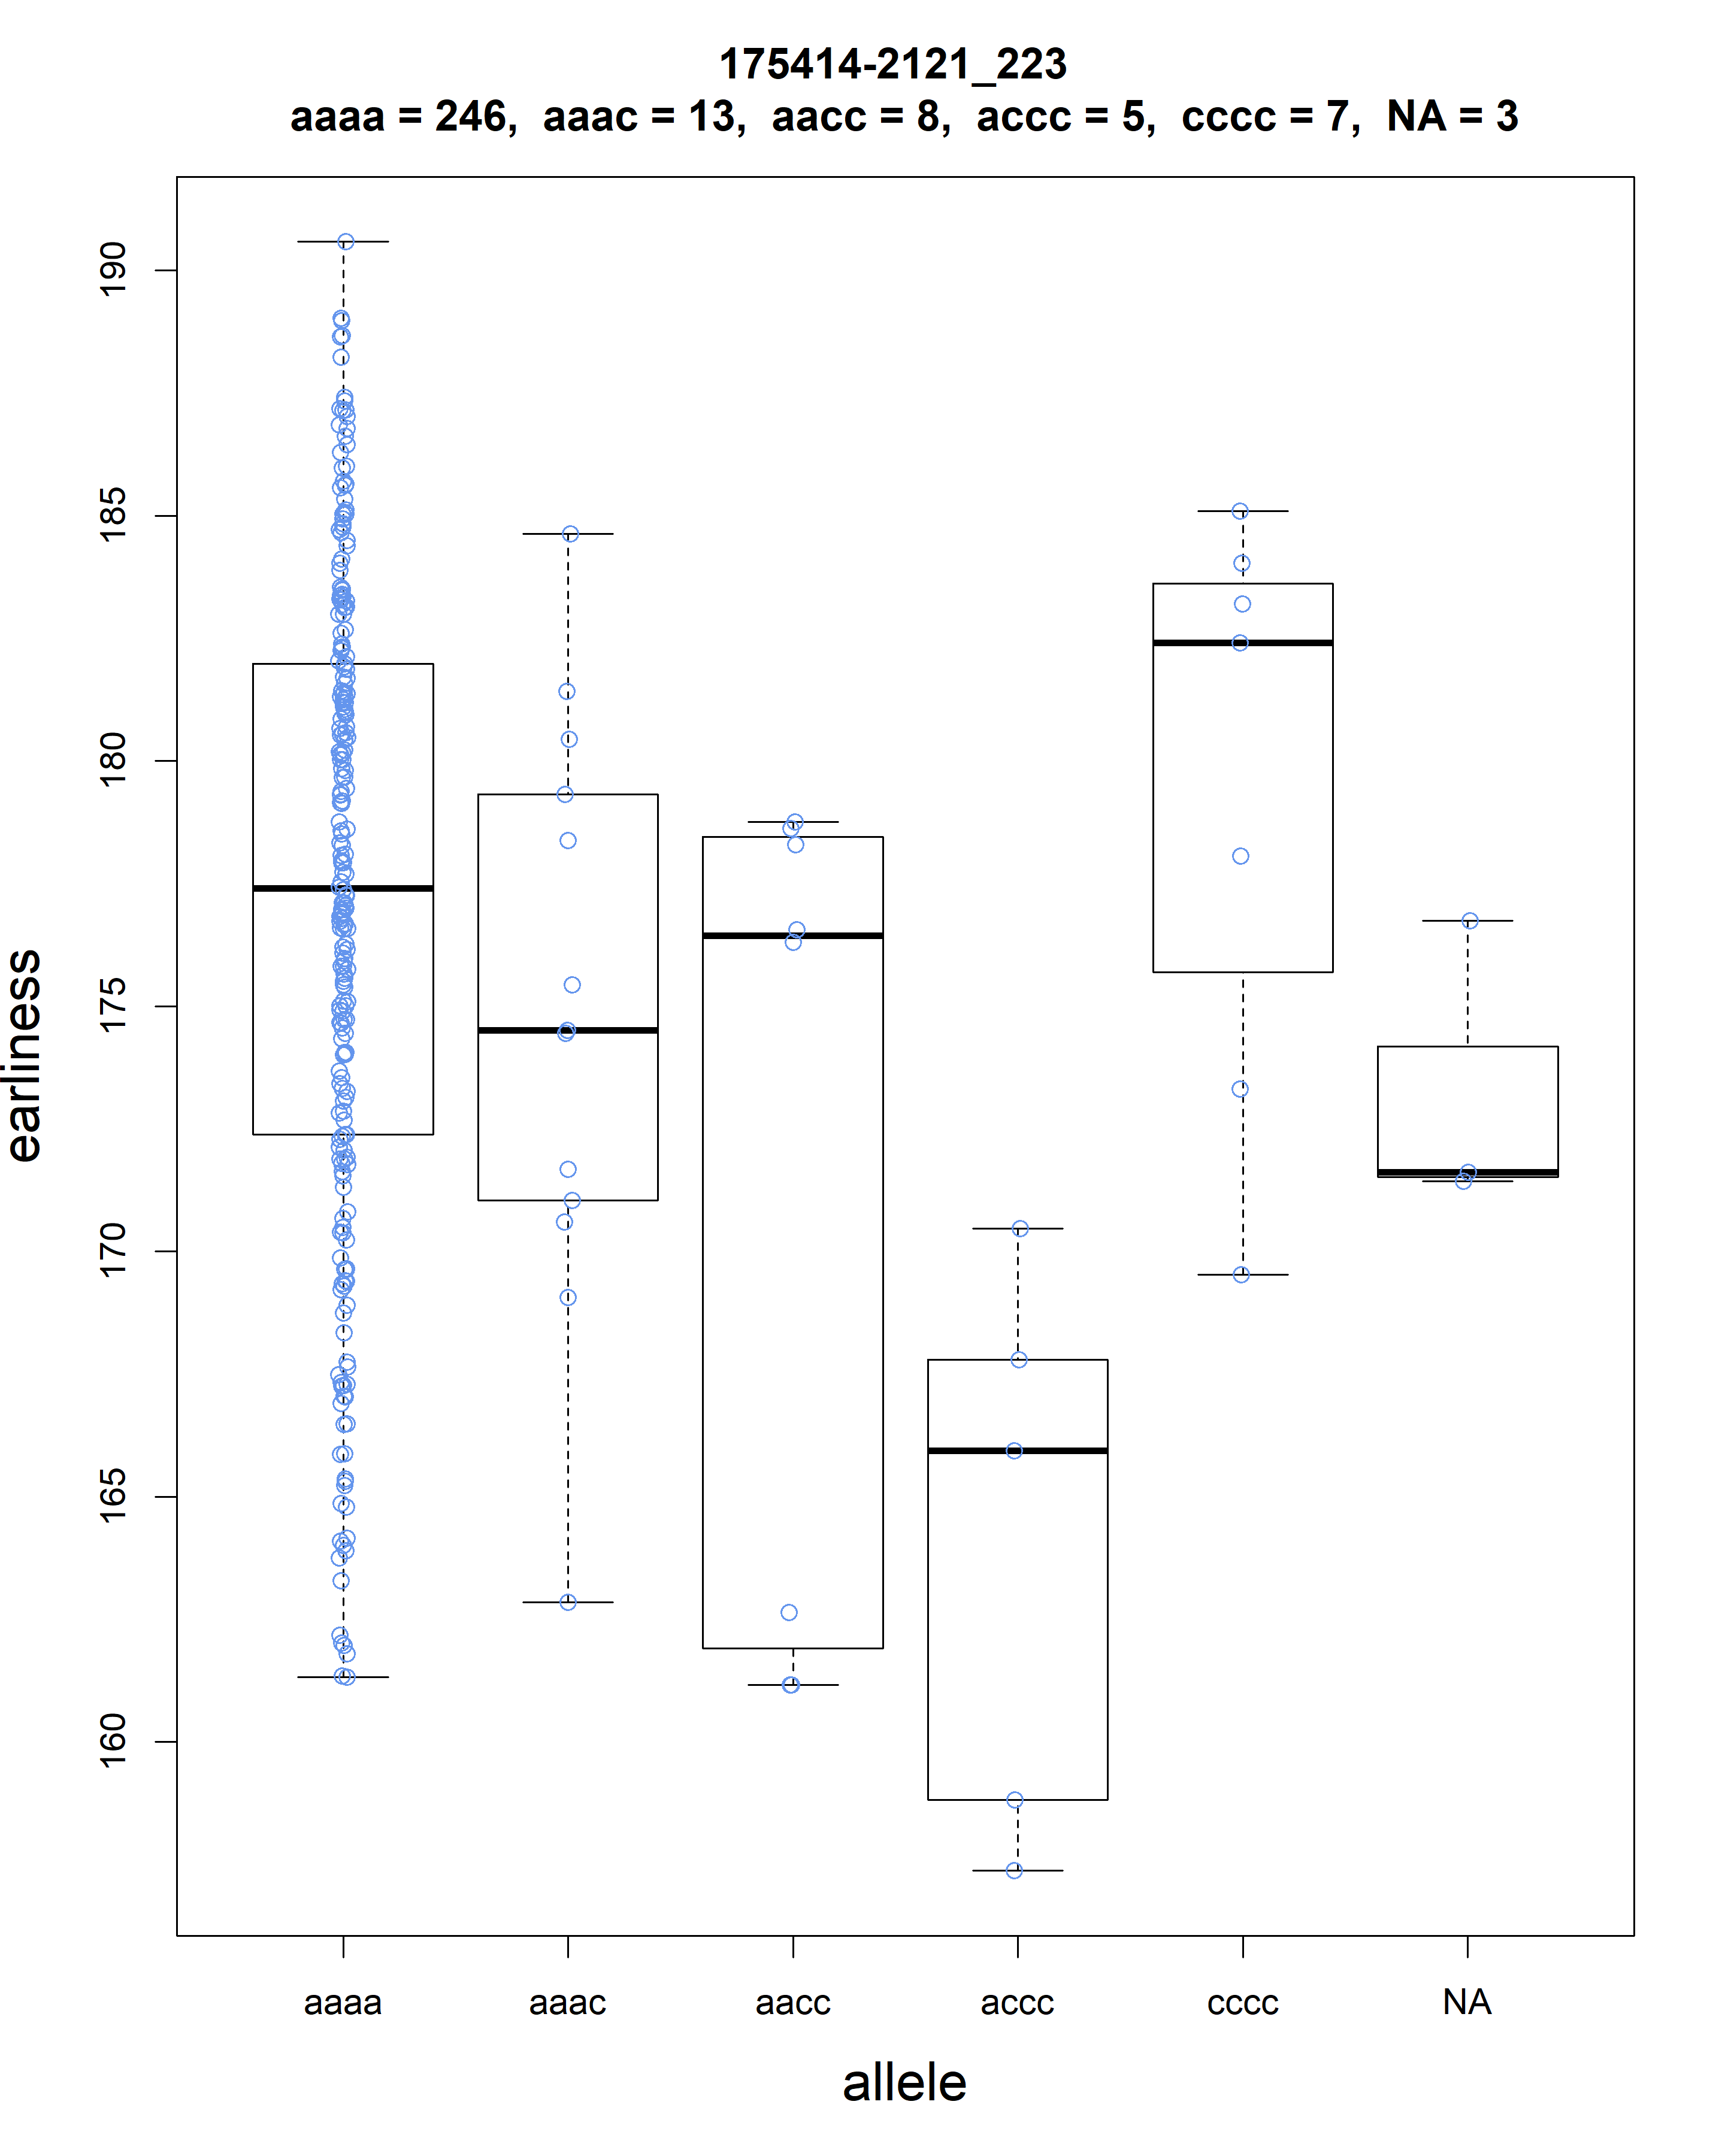 175414-2121_223
aaaa = 246,  aaac = 13,  aacc = 8,  accc = 5,  cccc = 7,  NA = 3
earliness
190
185
180
175
170
165
160
aaaa aaac aacc accc cccc NA
allele